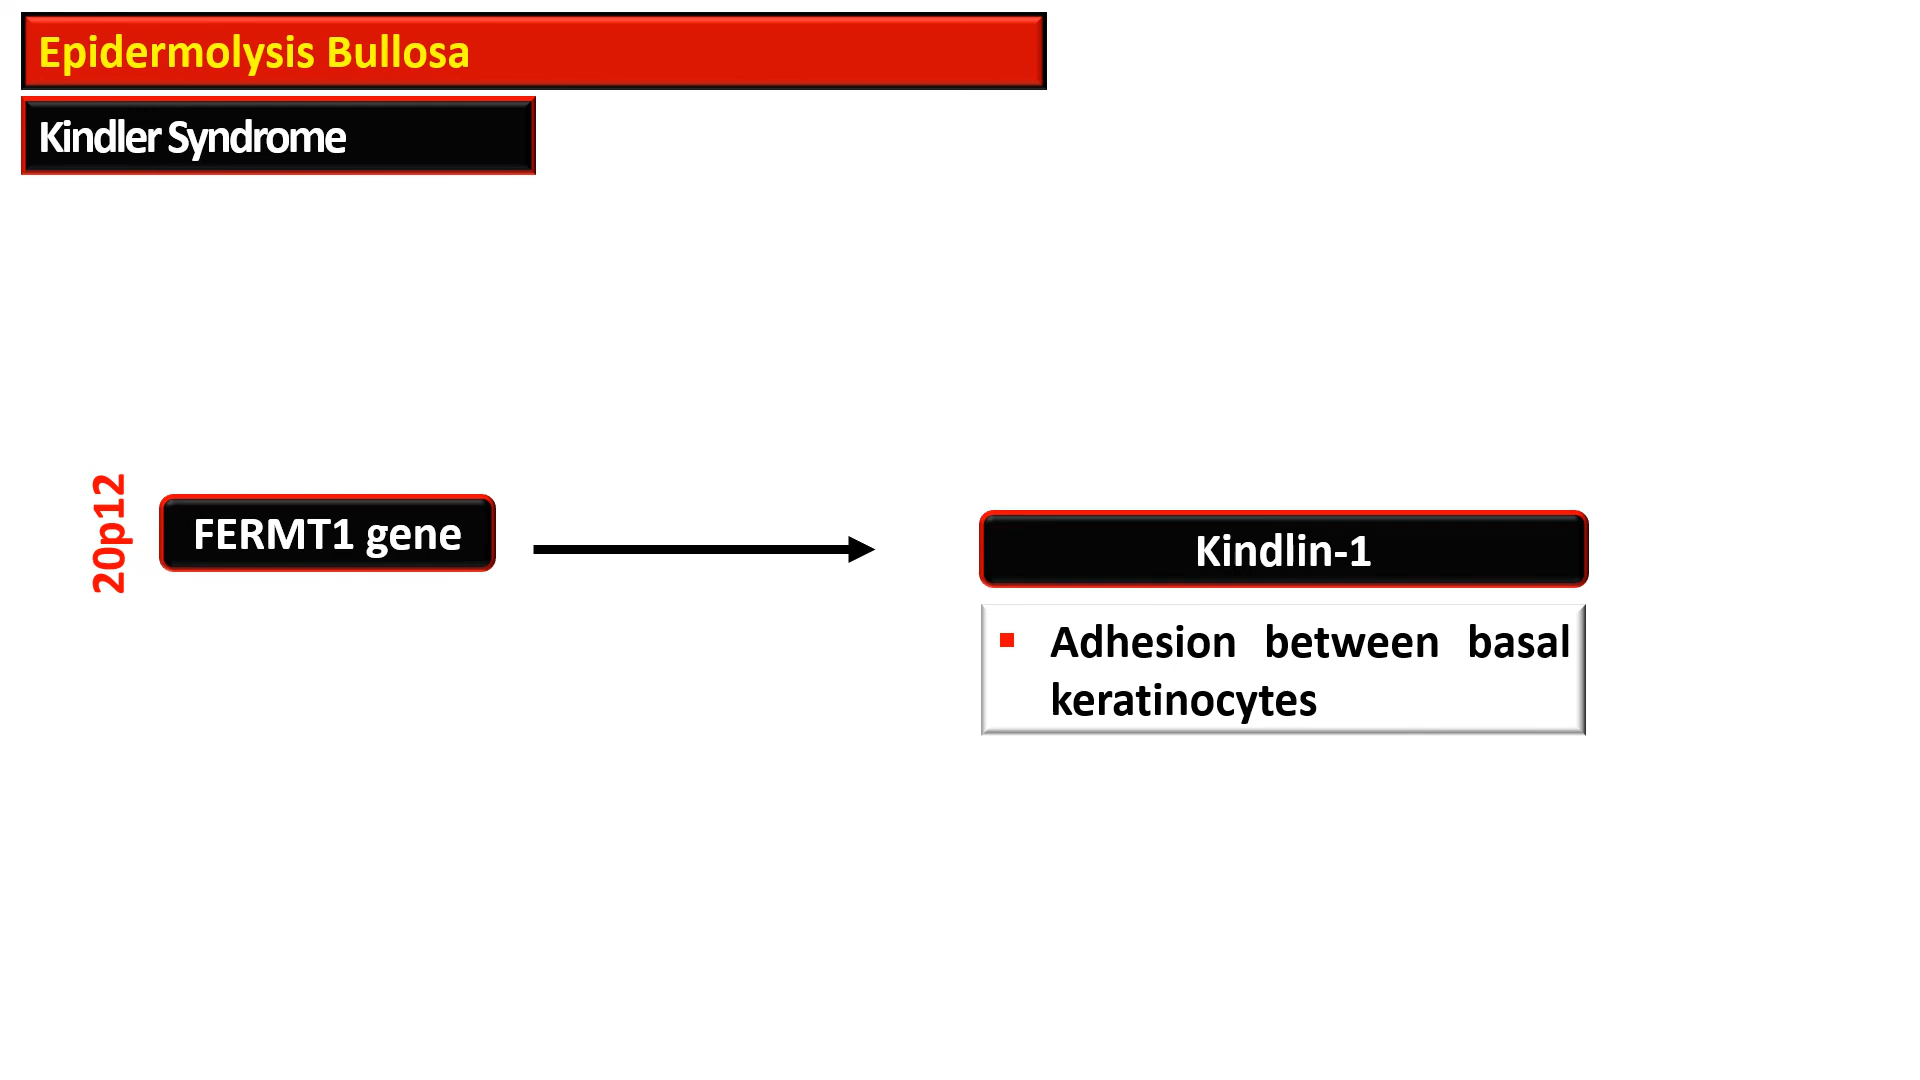 Epidermolysis Bullosa
Kindler Syndrome
20p12
FERMT1 gene
Kindlin-1
▪ Adhesion between basal
keratinocytes